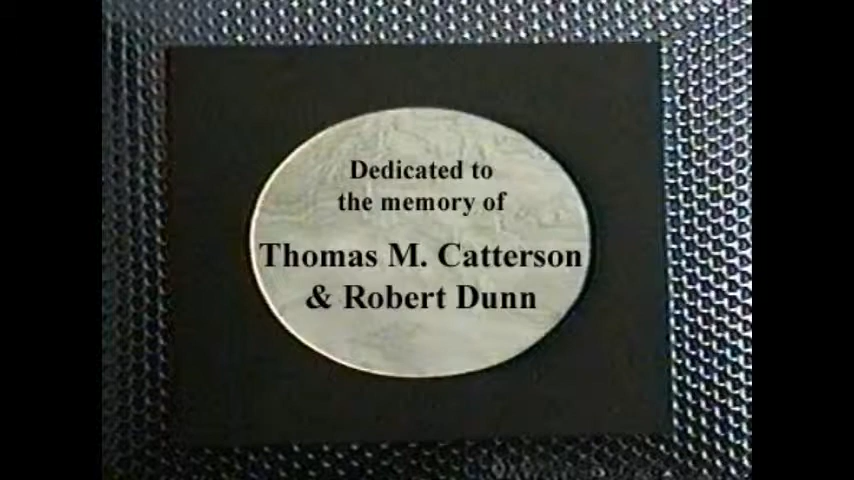 Dedicated to
the memory of
Thomas M. Catterson
& Robert Dunn